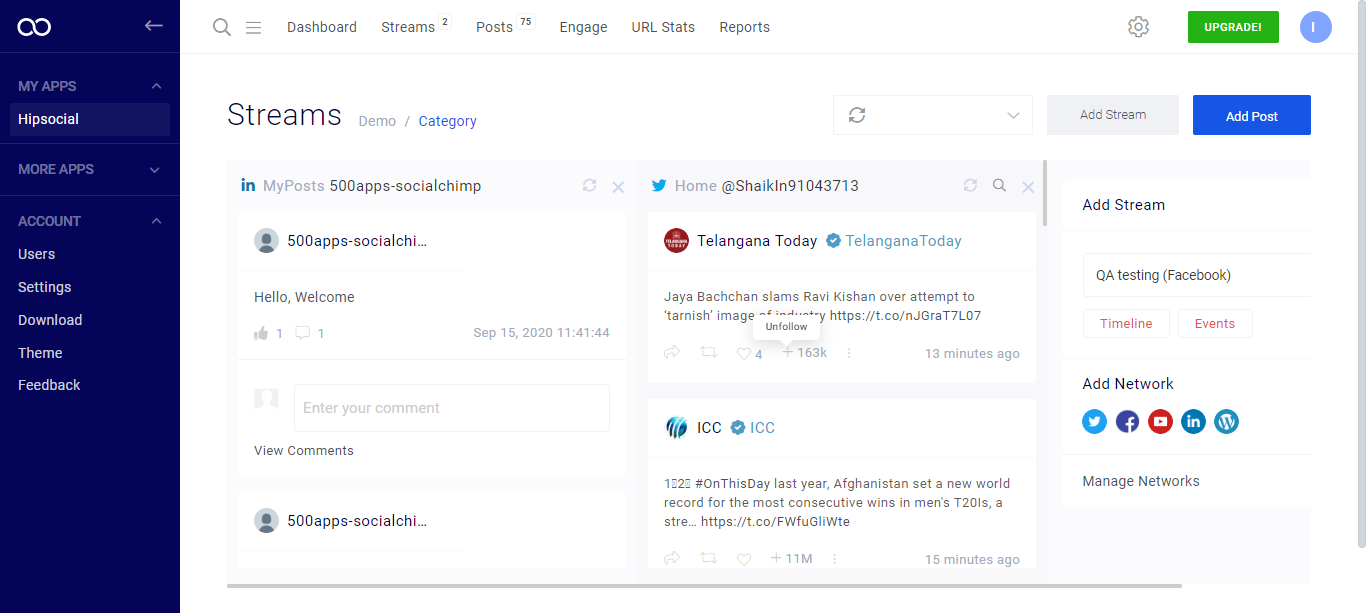 Dashboard
Streams 2
Posts 75
Engage
URL Stats
Reports
UPGRADE!
I
MY APPS
Hipsocial
MORE APPS
ACCOUNT
Users
Settings
Download
Theme
Feedback
Streams
Demo / Category
Add Stream
Add Post
in MyPosts 500apps-socialchimp
500apps-socialchi...
Hello, Welcome
1 1 Sep 15, 2020 11:41:44
Enter your comment
View Comments
500apps-socialchi...
Home @ShaikIn91043713
TELANGANA
TODAY
Telangana Today TelanganaToday
Jaya Bachchan slams Ravi Kishan over attempt to
‘tarnish’ image of industry https://t.co/nJGraT7L07
Unfollow
4 +163k 13 minutes ago
ICC ICC
1▯2▯ #OnThisDay last year, Afghanistan set a new world
record for the most consecutive wins in men's T20Is, a
stre… https://t.co/FWfuGliWte
+11M 15 minutes ago
Add Stream
QA testing (Facebook)
Timeline
Events
Add Network
Manage Networks